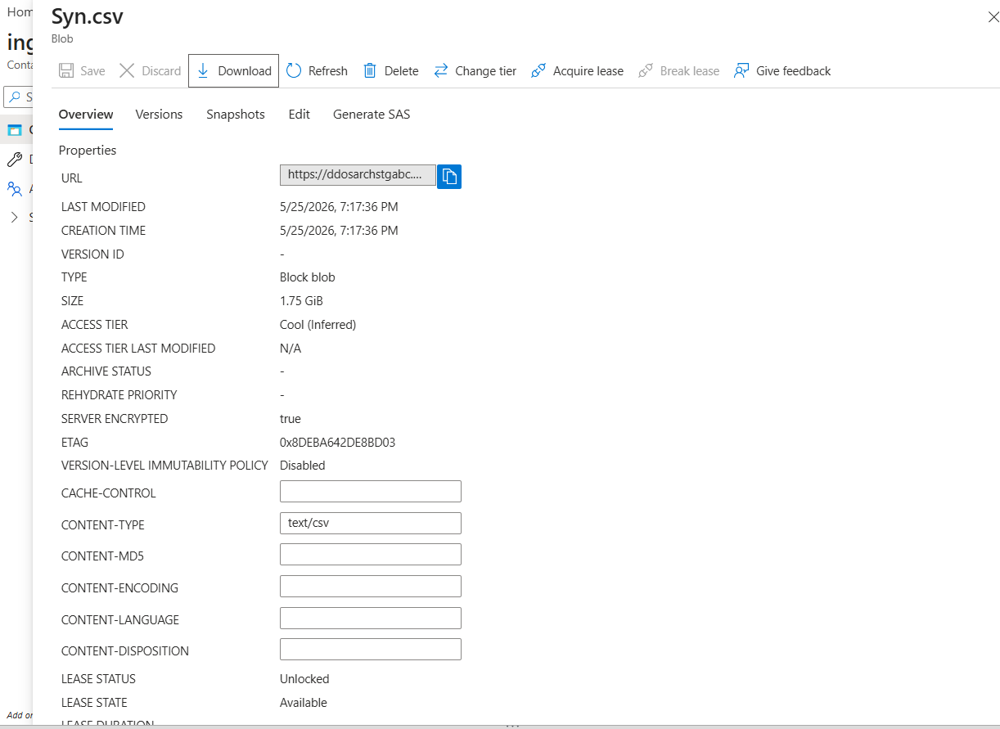 Hom
Syn.csv
Blob
ing
Conta
Save Discard Download Refresh Delete Change tier Acquire lease Break lease Give feedback
S
Overview Versions Snapshots Edit Generate SAS
Properties
URL https://ddosarchstgabc....
LAST MODIFIED 5/25/2026, 7:17:36 PM
CREATION TIME 5/25/2026, 7:17:36 PM
VERSION ID -
TYPE Block blob
SIZE 1.75 GiB
ACCESS TIER Cool (Inferred)
ACCESS TIER LAST MODIFIED N/A
ARCHIVE STATUS -
REHYDRATE PRIORITY -
SERVER ENCRYPTED true
ETAG 0x8DEBA642DE8BD03
VERSION-LEVEL IMMUTABILITY POLICY Disabled
CACHE-CONTROL
CONTENT-TYPE text/csv
CONTENT-MD5
CONTENT-ENCODING
CONTENT-LANGUAGE
CONTENT-DISPOSITION
LEASE STATUS Unlocked
LEASE STATE Available
Add or
LEASE DURATION